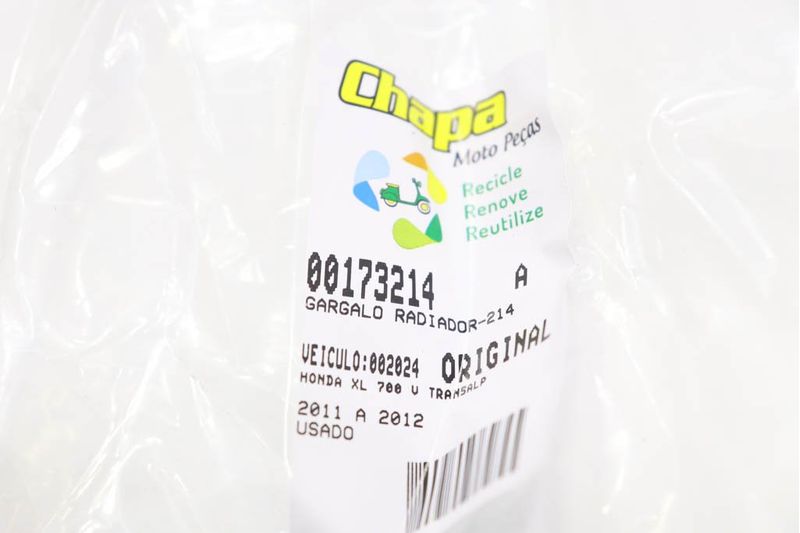 Chapa
Moto Peças
Recicle
Renove
Reutilize
00173214 A
GARGALO RADIADOR-214
VEICULO:002024 ORIGINAL
HONDA XL 700 V TRANSALP
2011 A 2012
USADO